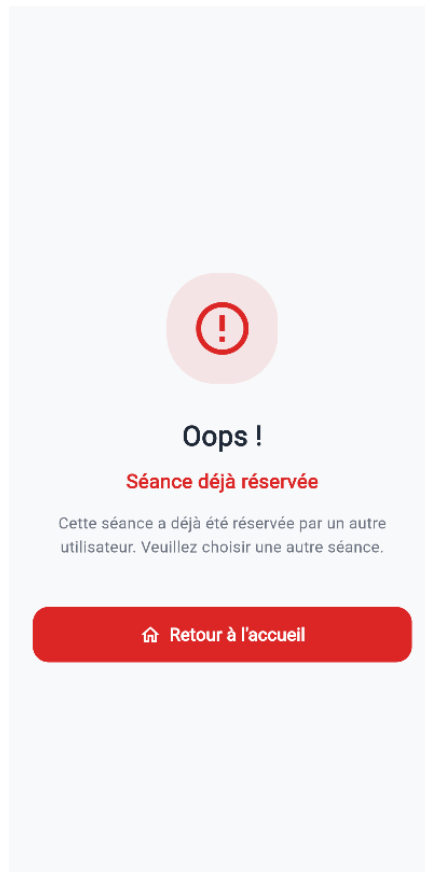 Oops !
Séance déjà réservée
Cette séance a déjà été réservée par un autre
utilisateur. Veuillez choisir une autre séance.
Retour à l'accueil